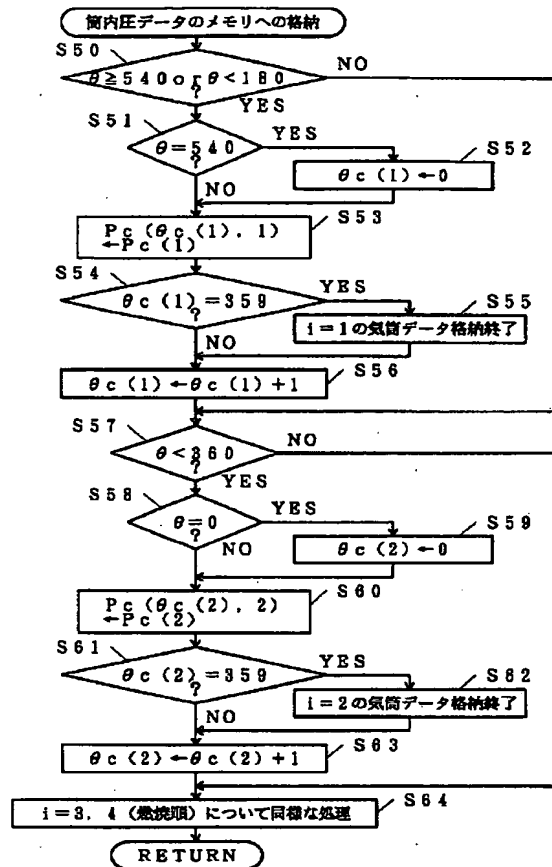 筒内圧データのメモリへの格納
S50
θ≧540 or θ<180
?
NO
YES
S51
θ=540
?
YES
NO
S52
θc(1)←0
S53
Pc(θc(1),1)
←Pc(1)
S54
θc(1)=359
?
YES
NO
S55
i=1の気筒データ格納終了
S56
θc(1)←θc(1)+1
S57
θ<360
?
NO
YES
S58
θ=0
?
YES
NO
S59
θc(2)←0
S60
Pc(θc(2),2)
←Pc(2)
S61
θc(2)=359
?
YES
NO
S62
i=2の気筒データ格納終了
S63
θc(2)←θc(2)+1
S64
i=3,4(燃焼順)について同様な処理
RETURN